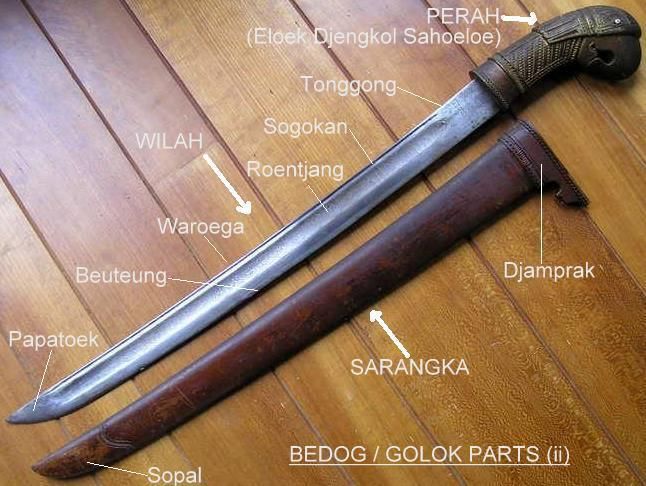 PERAH
(Eloek Djengkol Sahoeloe)
Tonggong
Sogokan
WILAH
Roentjang
Waroega
Beuteung
Djamprak
Papatoek
SARANGKA
BEDOG / GOLOK PARTS (ii)
Sopal